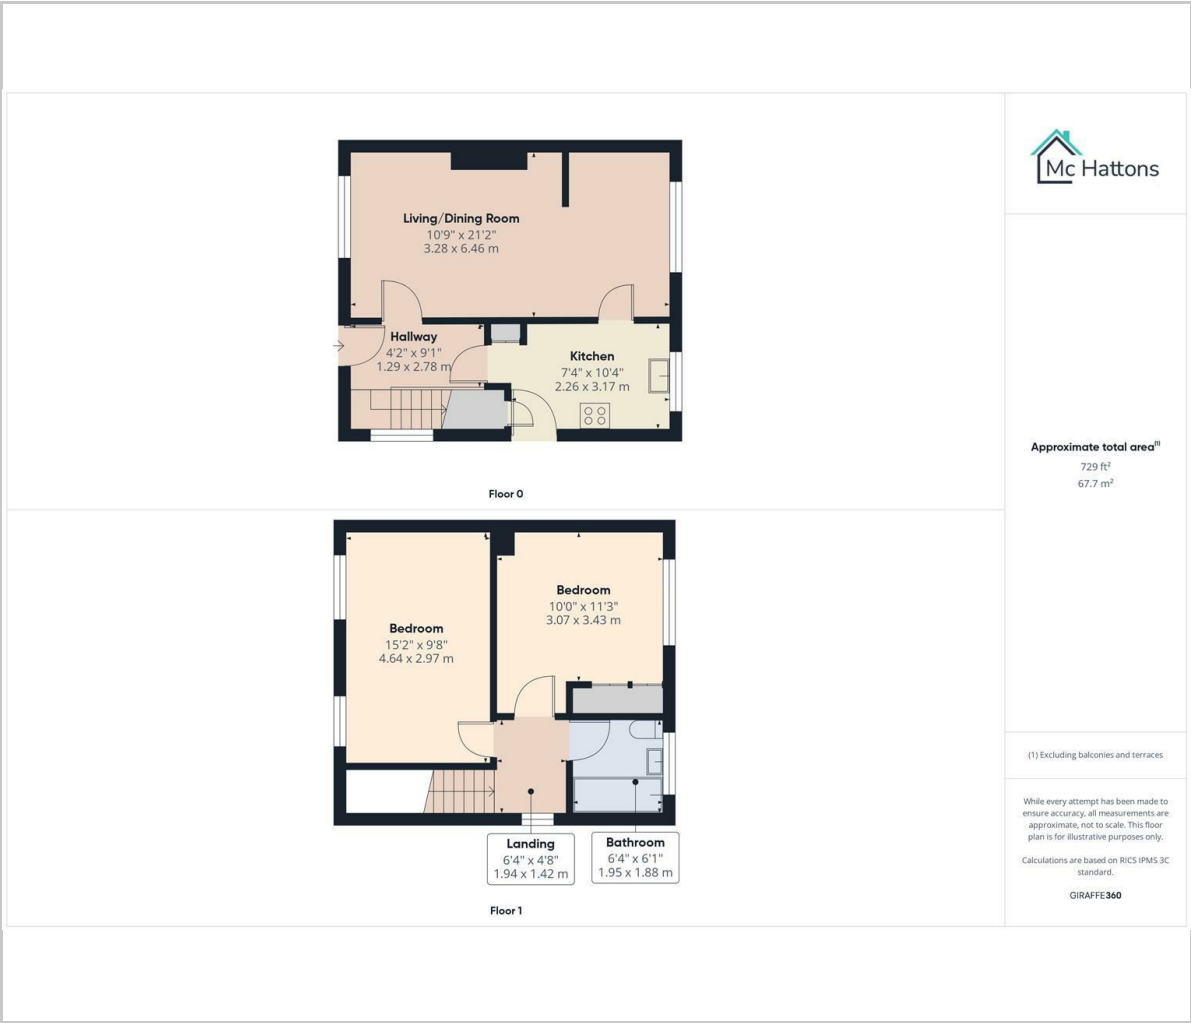 Mc Hattons
Living/Dining Room
10'9" x 21'2"
3.28 x 6.46 m
Hallway
4'2" x 9'1"
1.29 x 2.78 m
Kitchen
7'4" x 10'4"
2.26 x 3.17 m
Floor 0
Approximate total area(1)
729 ft²
67.7 m²
Bedroom
15'2" x 9'8"
4.64 x 2.97 m
Bedroom
10'0" x 11'3"
3.07 x 3.43 m
Landing
6'4" x 4'8"
1.94 x 1.42 m
Bathroom
6'4" x 6'1"
1.95 x 1.88 m
Floor 1
(1) Excluding balconies and terraces
While every attempt has been made to
ensure accuracy, all measurements are
approximate, not to scale. This floor
plan is for illustrative purposes only.
Calculations are based on RICS IPMS 3C
standard.
GIRAFFE360